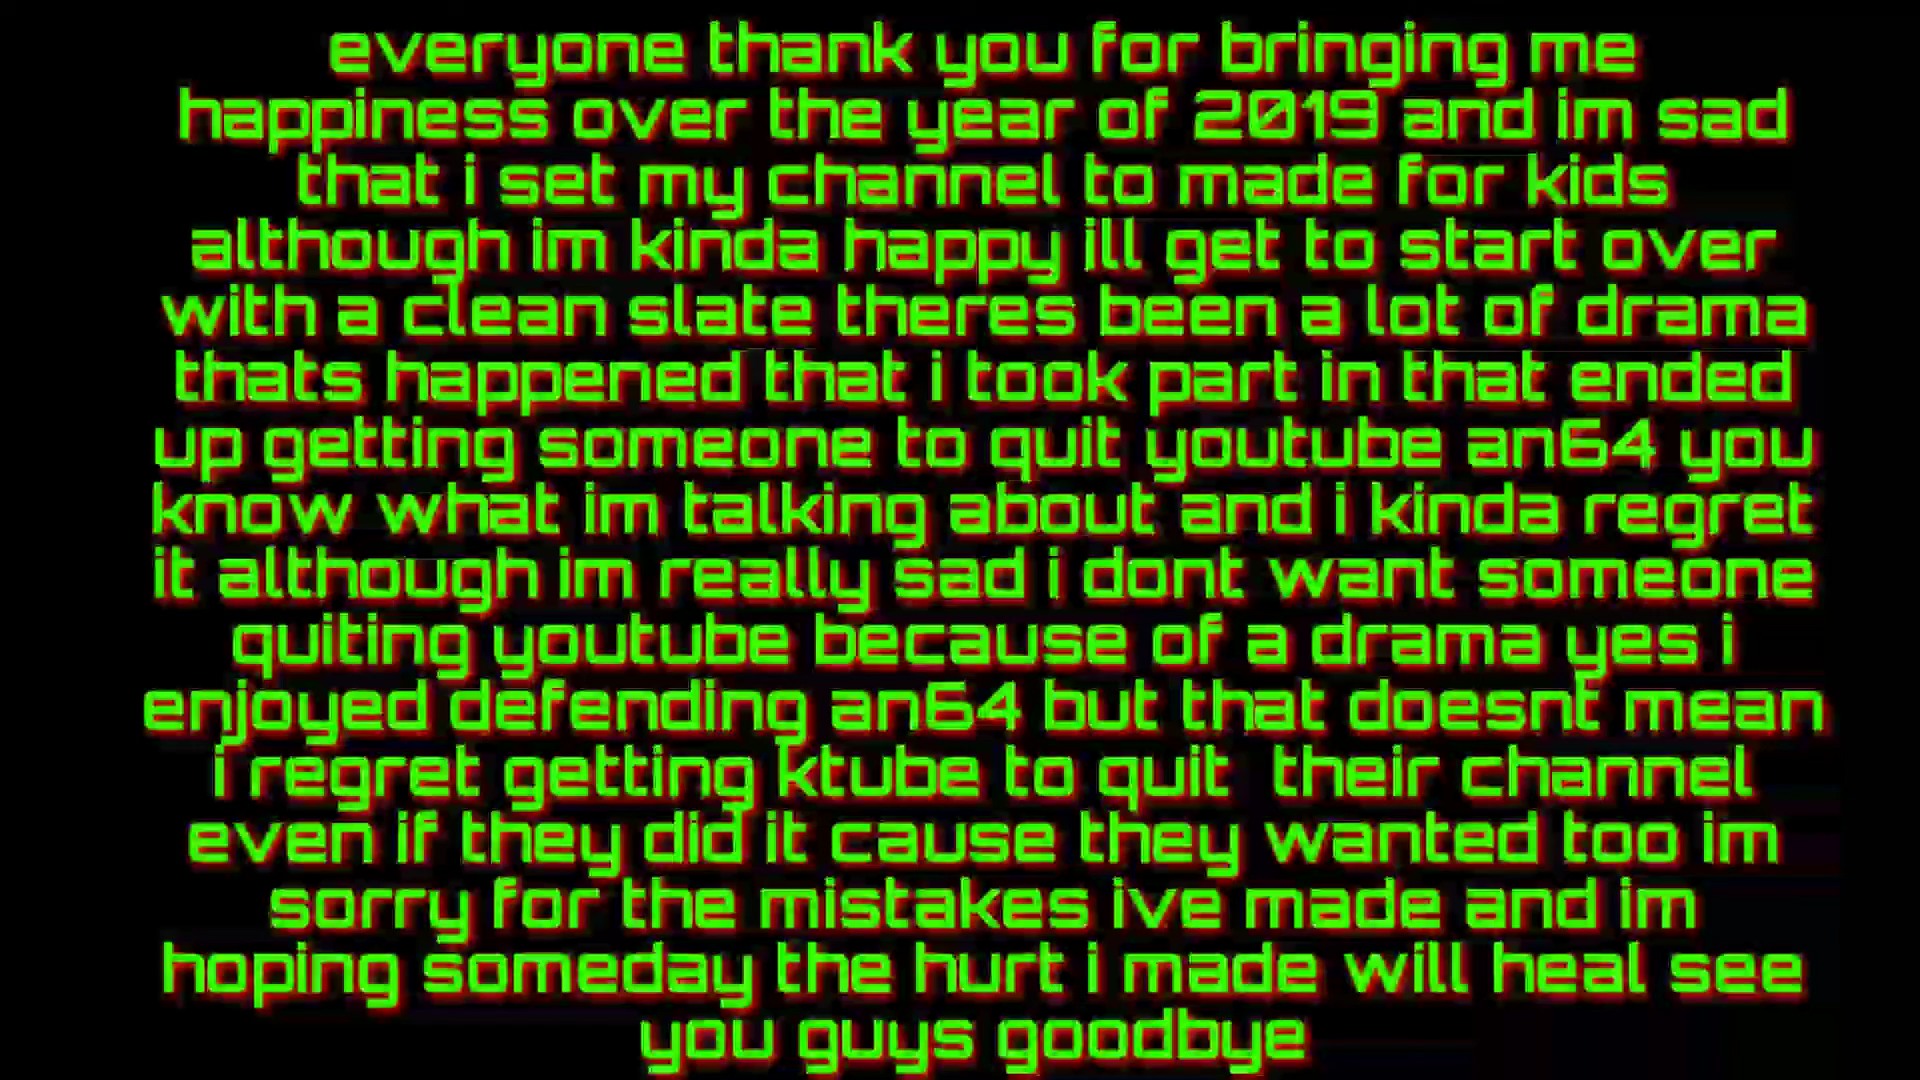 everyone thank you for bringing me
happiness over the year of 2019 and im sad
that i set my channel to made for kids
although im kinda happy ill get to start over
with a clean slate theres been a lot of drama
thats happened that i took part in that ended
up getting someone to quit youtube an64 you
know what im talking about and i kinda regret
it although im really sad i dont want someone
quiting youtube because of a drama yes i
enjoyed defending an64 but that doesnt mean
i regret getting ktube to quit  their channel
even if they did it cause they wanted too im
sorry for the mistakes ive made and im
hoping someday the hurt i made will heal see
you guys goodbye